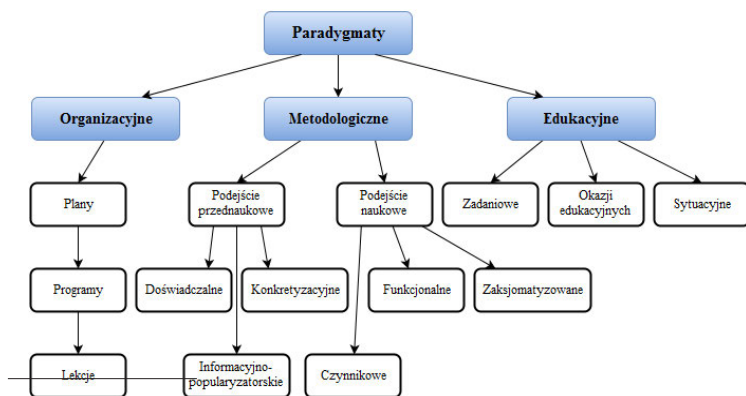 Paradygmaty
Organizacyjne
Metodologiczne
Edukacyjne
Plany
Podejście
przednaukowe
Podejście
naukowe
Zadaniowe
Okazji
edukacyjnych
Sytuacyjne
Programy
Doświadczalne
Konkretyzacyjne
Funkcjonalne
Zaksjomatyzowane
Lekcje
Informacyjno-
popularyzatorskie
Czynnikowe